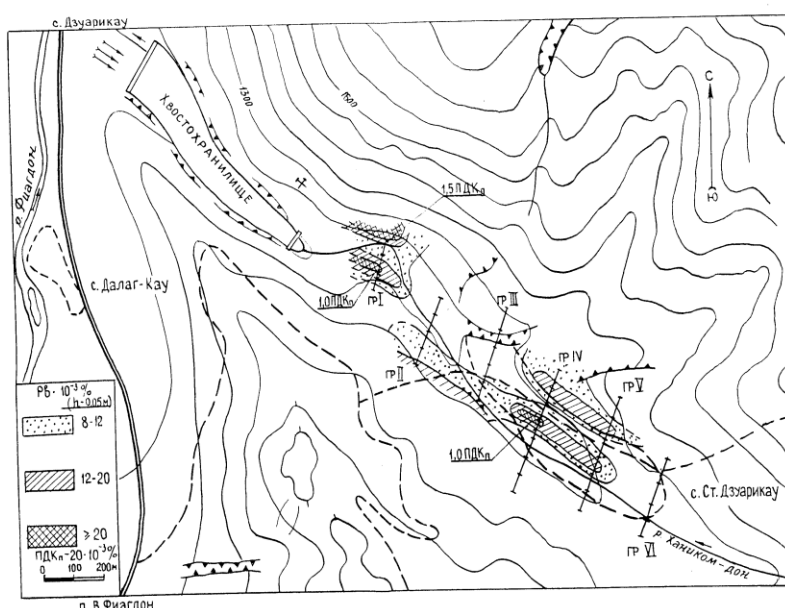 с. Дзуарикау
р. Фиагдон
ХВОСТОХРАНИЛИЩЕ
1300
1500
С
Ю
1,5 ПДКп
1,0 ПДКп
гр I
гр III
с. Далаг-Кау
гр II
гр IV
гр V
1,0 ПДКп
с. Ст. Дзуарикау
р. Хаником-дон
гр VI
Рв · 10⁻³ %
(h-0.05м)
8-12
12-20
≥ 20
ПДКп-20·10⁻³%
0 100 200м
п. В. Фиагдон